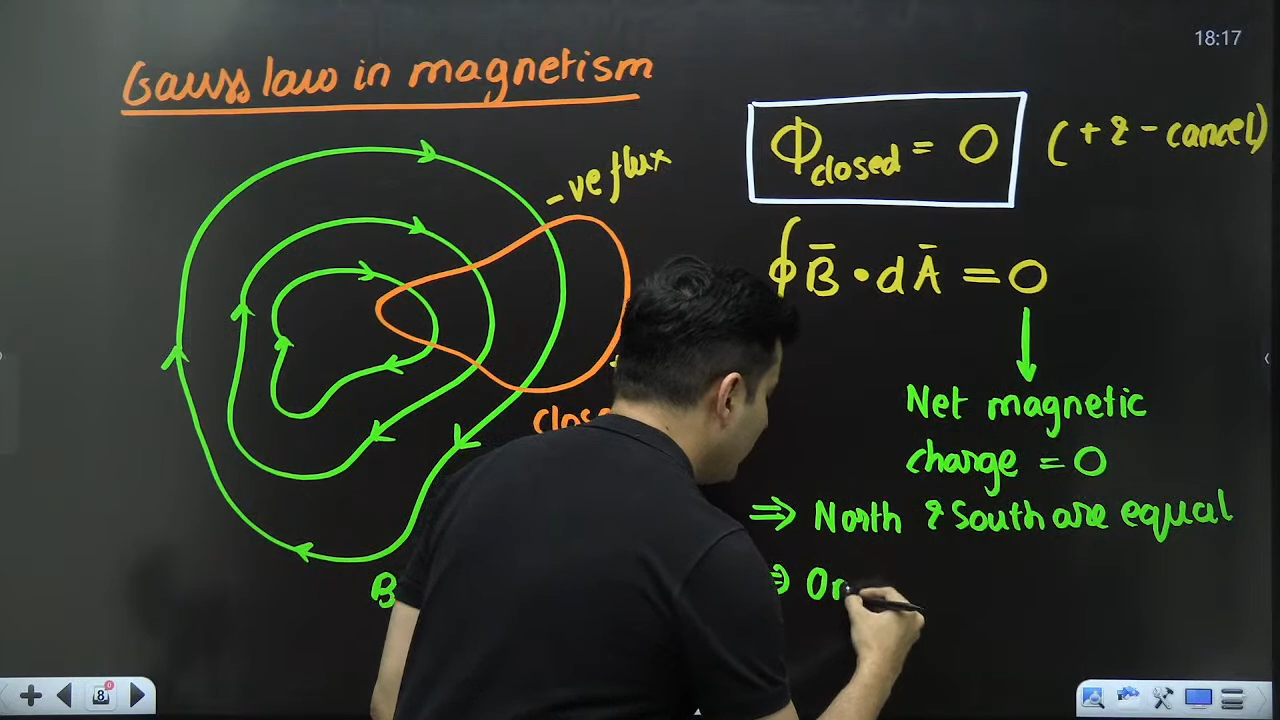 18:17
Gauss law in magnetism
Φclosed = 0 (+ & - cancel)
-ve flux
∮ B̄ • dĀ = 0
Net magnetic
charge = 0
⇒ North & South are equal
⇒
B
8